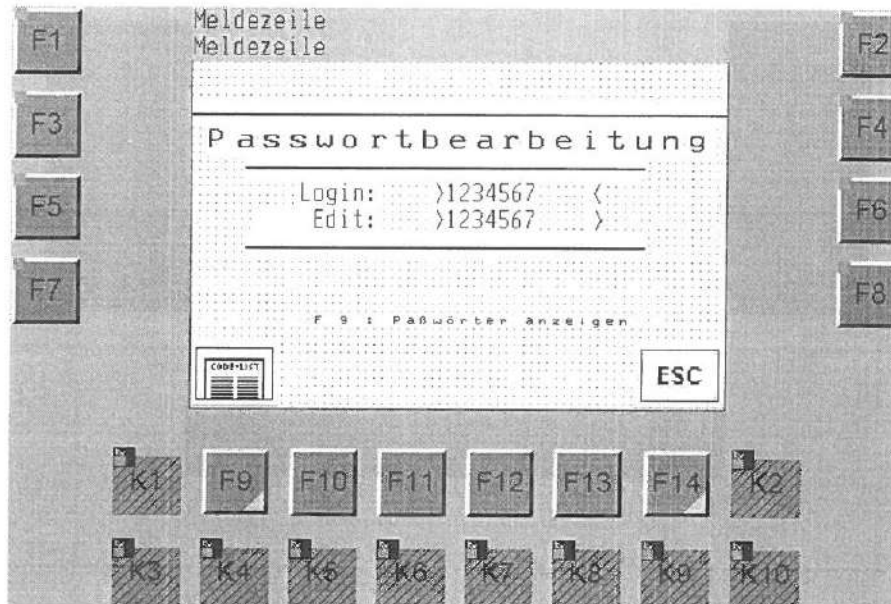 Meldezeile
Meldezeile
F1
F2
F3
F4
F5
F6
F7
F8
Passwortbearbeitung
Login: >1234567 <
Edit: >1234567 >
F9 : Paßwörter anzeigen
CODE-LIST
ESC
K1 F9 F10 F11 F12 F13 F14 K2
K3 K4 K5 K6 K7 K8 K9 K10